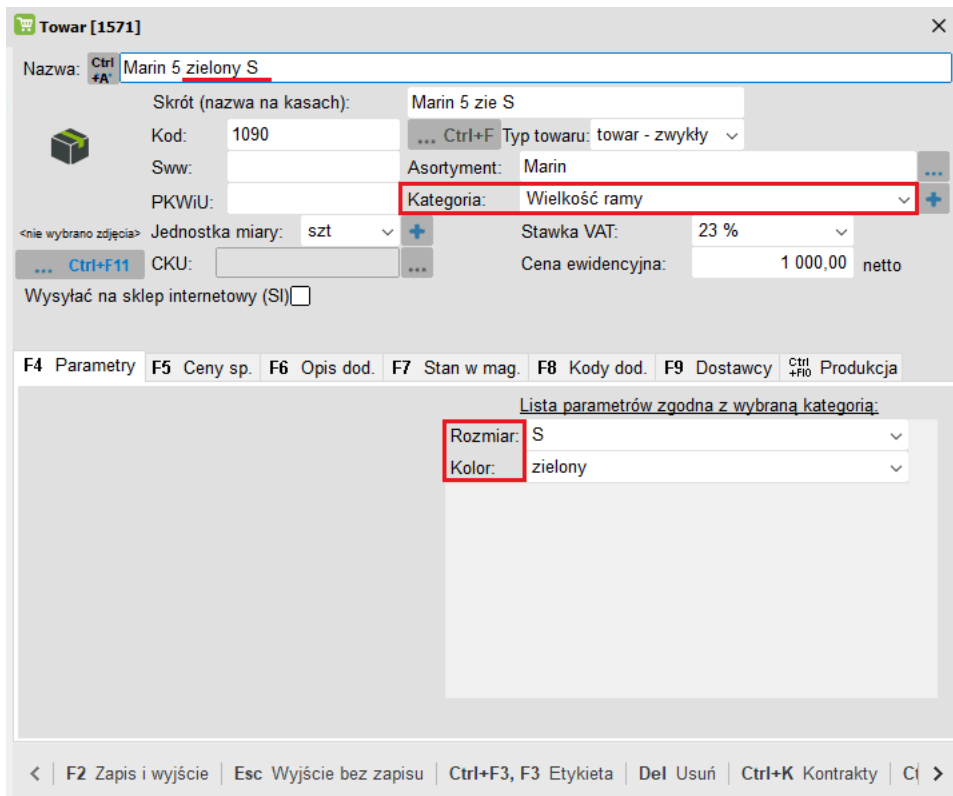 Towar [1571]
Nazwa: Ctrl +A* Marin 5 zielony S
Skrót (nazwa na kasach): Marin 5 zie S
Kod: 1090 ... Ctrl+F Typ towaru: towar - zwykły
Sww: Asortyment: Marin ...
PKWiU: Kategoria: Wielkość ramy +
<nie wybrano zdjęcia> Jednostka miary: szt + Stawka VAT: 23 %
... Ctrl+F11 CKU: ... Cena ewidencyjna: 1 000,00 netto
Wysyłać na sklep internetowy (SI)
F4 Parametry F5 Ceny sp. F6 Opis dod. F7 Stan w mag. F8 Kody dod. F9 Dostawcy Ctrl +F10 Produkcja
Lista parametrów zgodna z wybraną kategorią:
Rozmiar: S
Kolor: zielony
< F2 Zapis i wyjście Esc Wyjście bez zapisu Ctrl+F3, F3 Etykieta Del Usuń Ctrl+K Kontrakty >